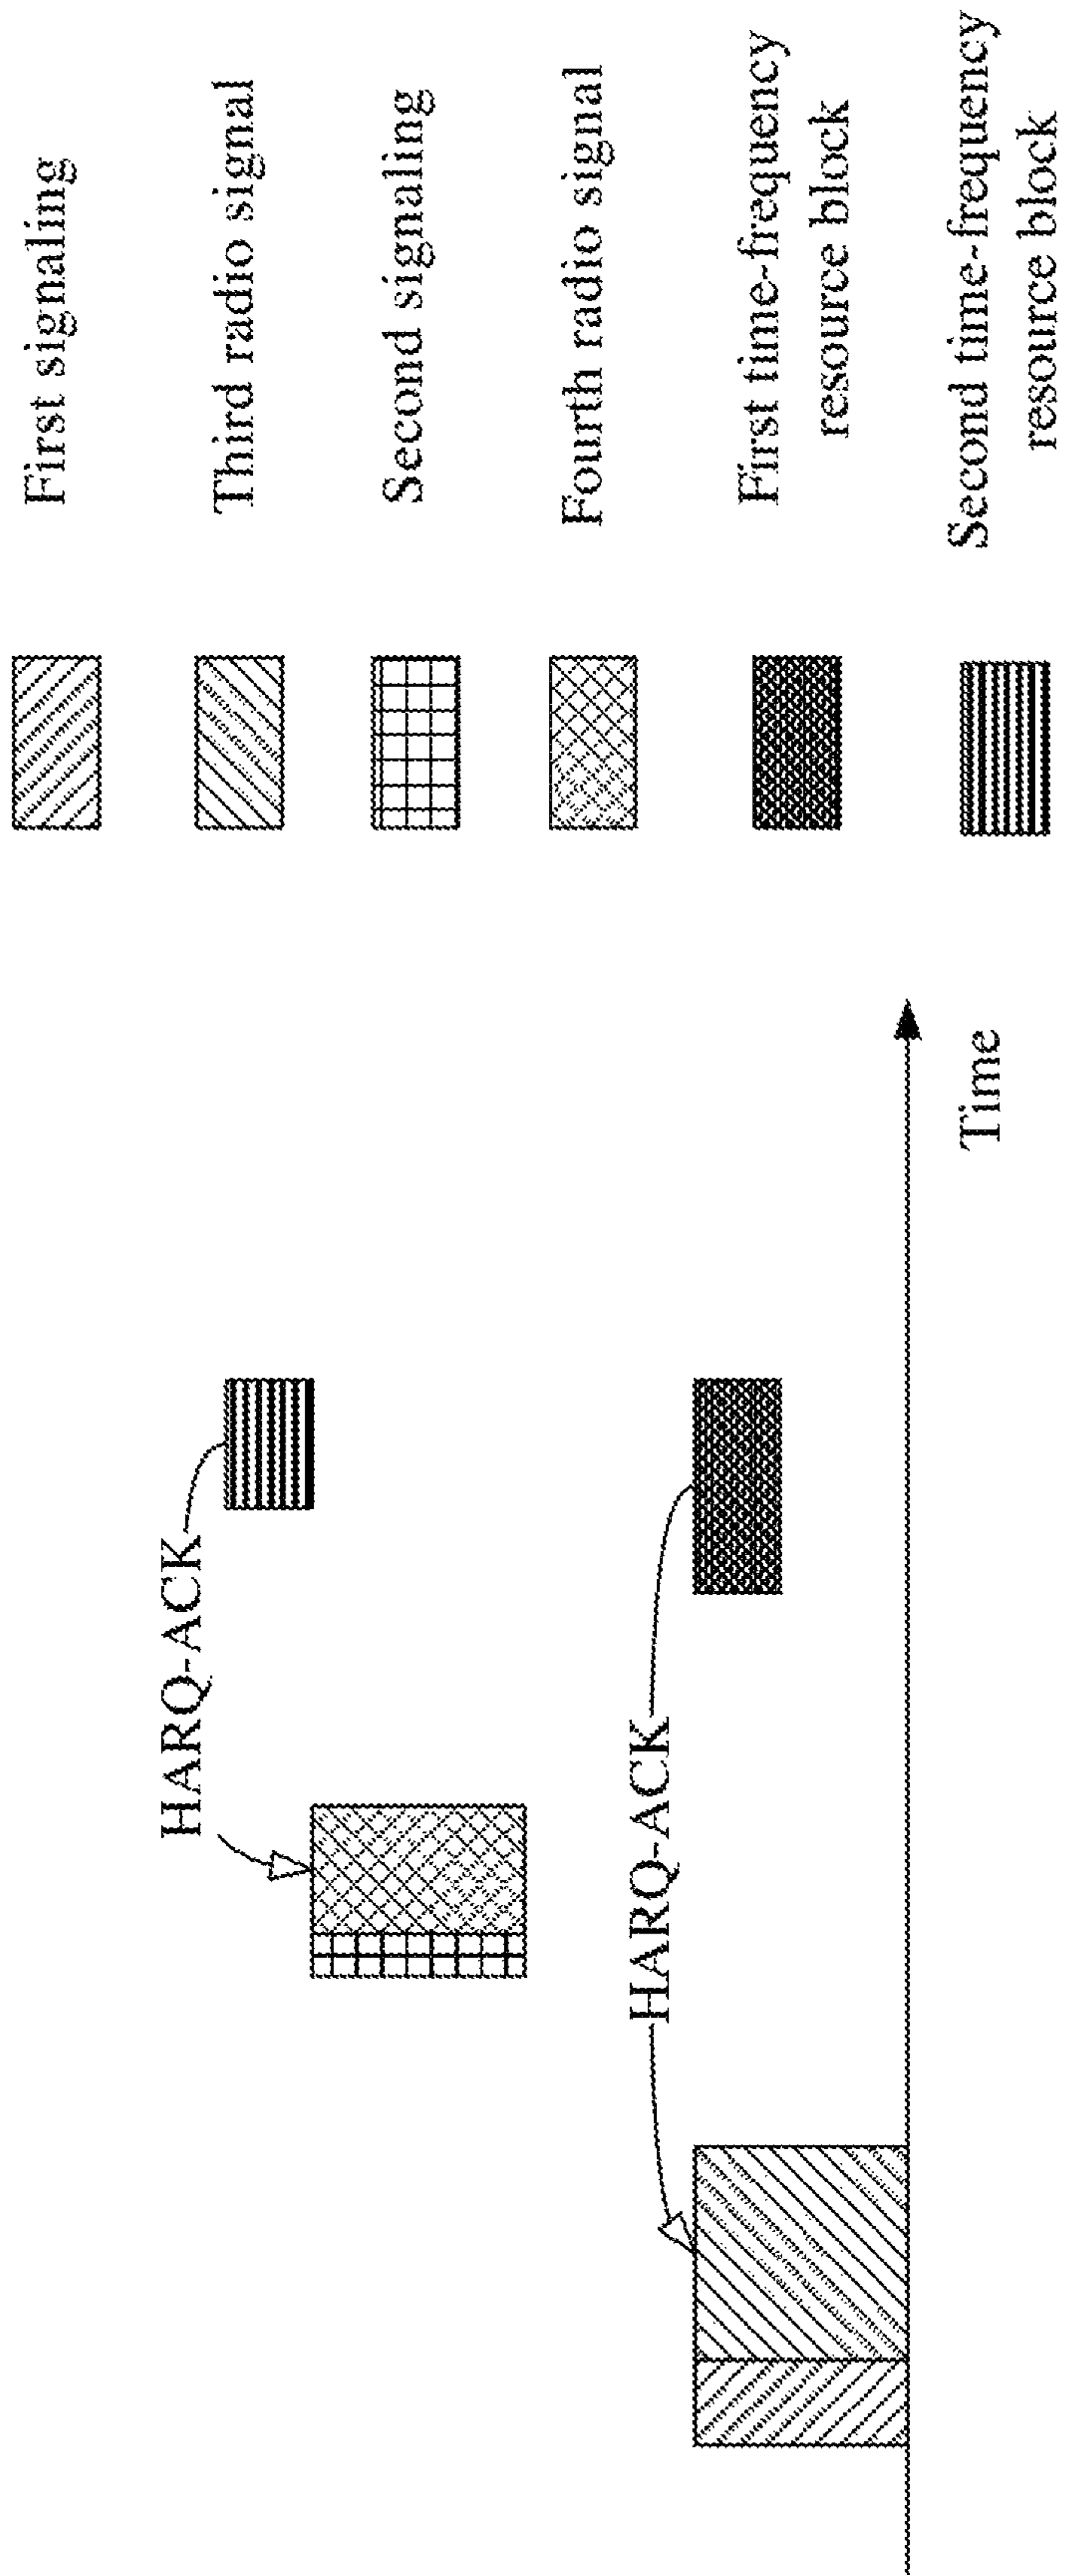 HARQ-ACK
HARQ-ACK
Time
First signaling
Third radio signal
Second signaling
Fourth radio signal
First time-frequency
resource block
Second time-frequency
resource block